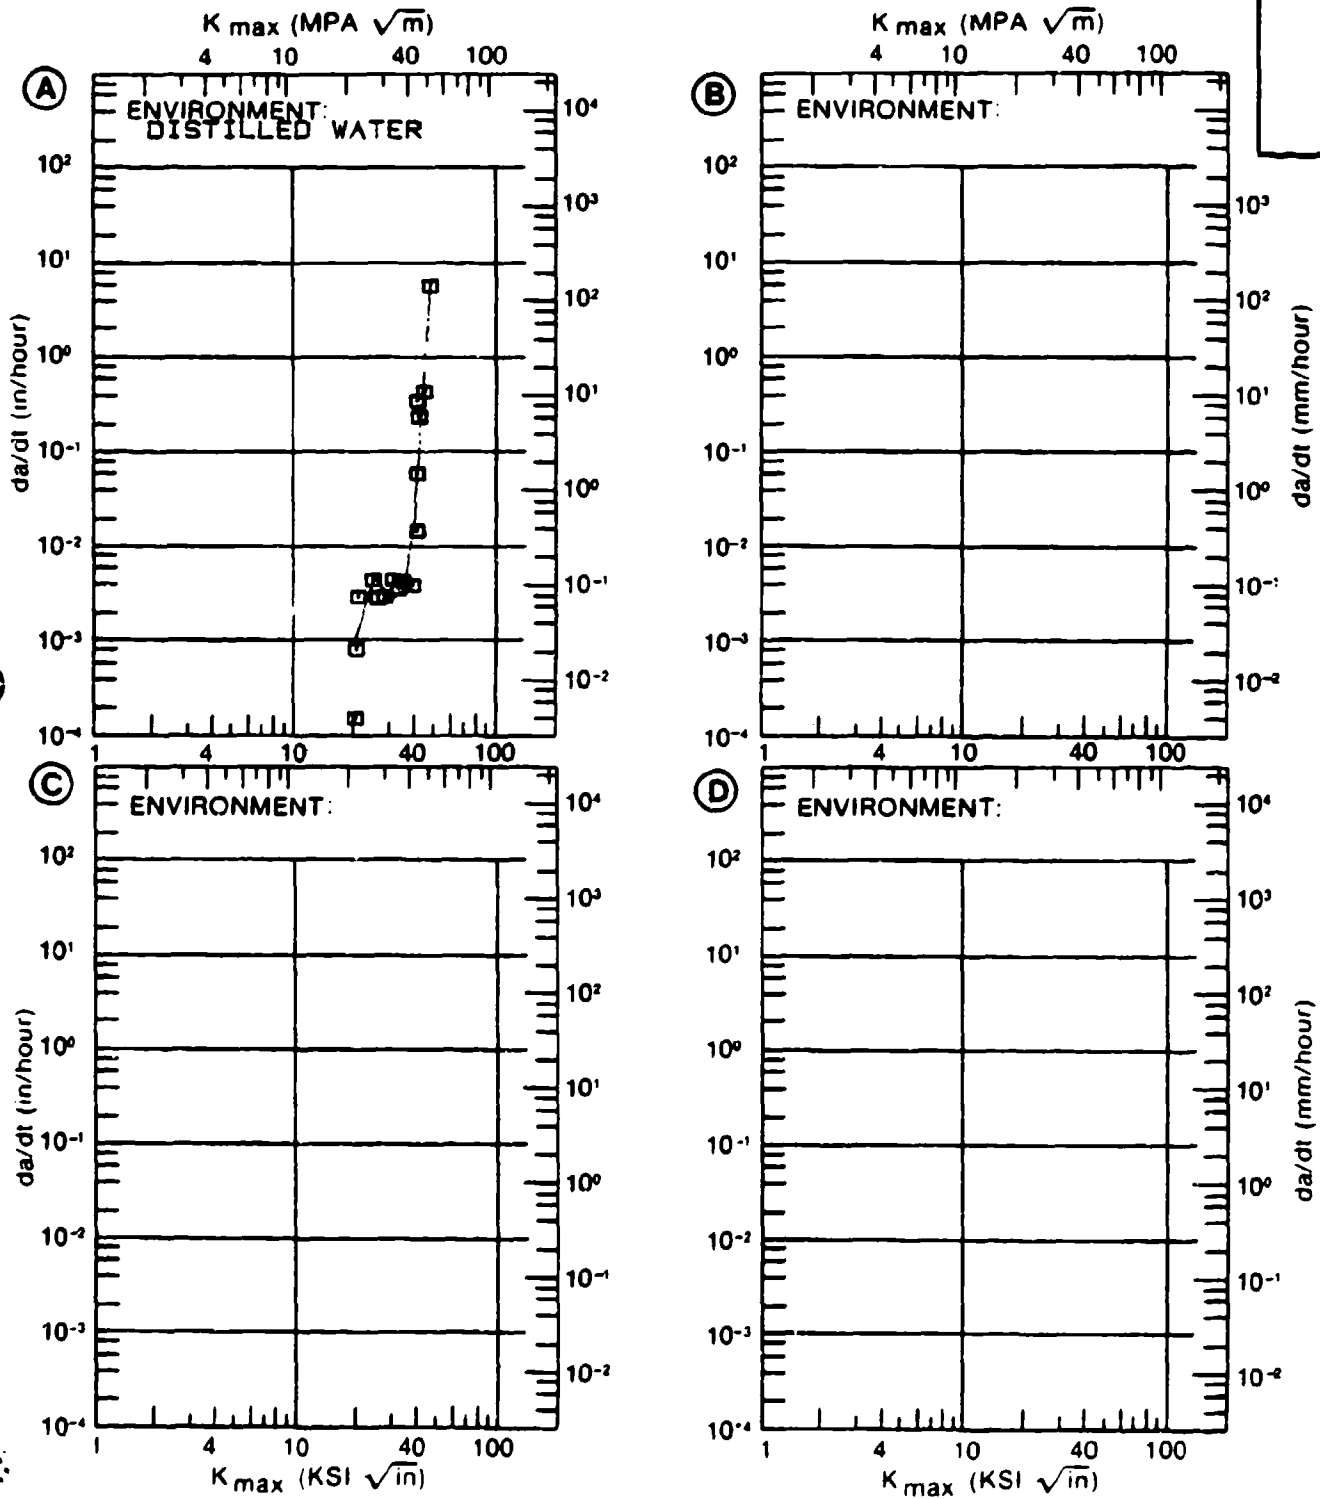 K max (MPA √m)
4 10 40 100
K max (MPA √m)
4 10 40 100
A
ENVIRONMENT:
DISTILLED WATER
10² 10¹ 10⁰ 10⁻¹ 10⁻² 10⁻³ 10⁻⁴
da/dt (in/hour)
10⁴ 10³ 10² 10¹ 10⁰ 10⁻¹ 10⁻²
1 4 10 40 100
B
ENVIRONMENT:
10² 10¹ 10⁰ 10⁻¹ 10⁻² 10⁻³ 10⁻⁴
10³ 10² 10¹ 10⁰ 10⁻¹ 10⁻²
da/dt (mm/hour)
1 4 10 40 100
C
ENVIRONMENT:
10² 10¹ 10⁰ 10⁻¹ 10⁻² 10⁻³ 10⁻⁴
da/dt (in/hour)
10⁴ 10³ 10² 10¹ 10⁰ 10⁻¹ 10⁻²
1 4 10 40 100
K max (KSI √in)
D
ENVIRONMENT:
10² 10¹ 10⁰ 10⁻¹ 10⁻² 10⁻³ 10⁻⁴
10⁴ 10³ 10² 10¹ 10⁰ 10⁻¹ 10⁻²
da/dt (mm/hour)
1 4 10 40 100
K max (KSI √in)